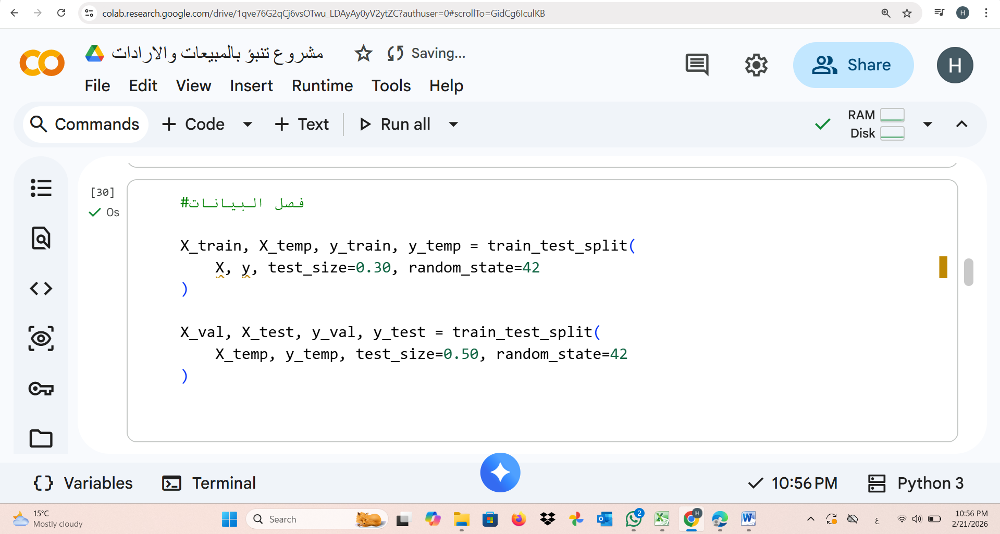 colab.research.google.com/drive/1qve76G2qCj6vsOTwu_LDAyAy0yV2ytZC?authuser=0#scrollTo=GidCg6IculKB
H
CO
مشروع تنبؤ بالمبيعات والارادات
Saving...
Share
H
File Edit View Insert Runtime Tools Help
Commands + Code + Text Run all
RAM
Disk
[30]
0s
#فصل البيانات
X_train, X_temp, y_train, y_temp = train_test_split(
X, y, test_size=0.30, random_state=42
)
X_val, X_test, y_val, y_test = train_test_split(
X_temp, y_temp, test_size=0.50, random_state=42
)
{} Variables
Terminal
10:56 PM
Python 3
15°C
Mostly cloudy
Search
2
H
ع
10:56 PM
2/21/2026